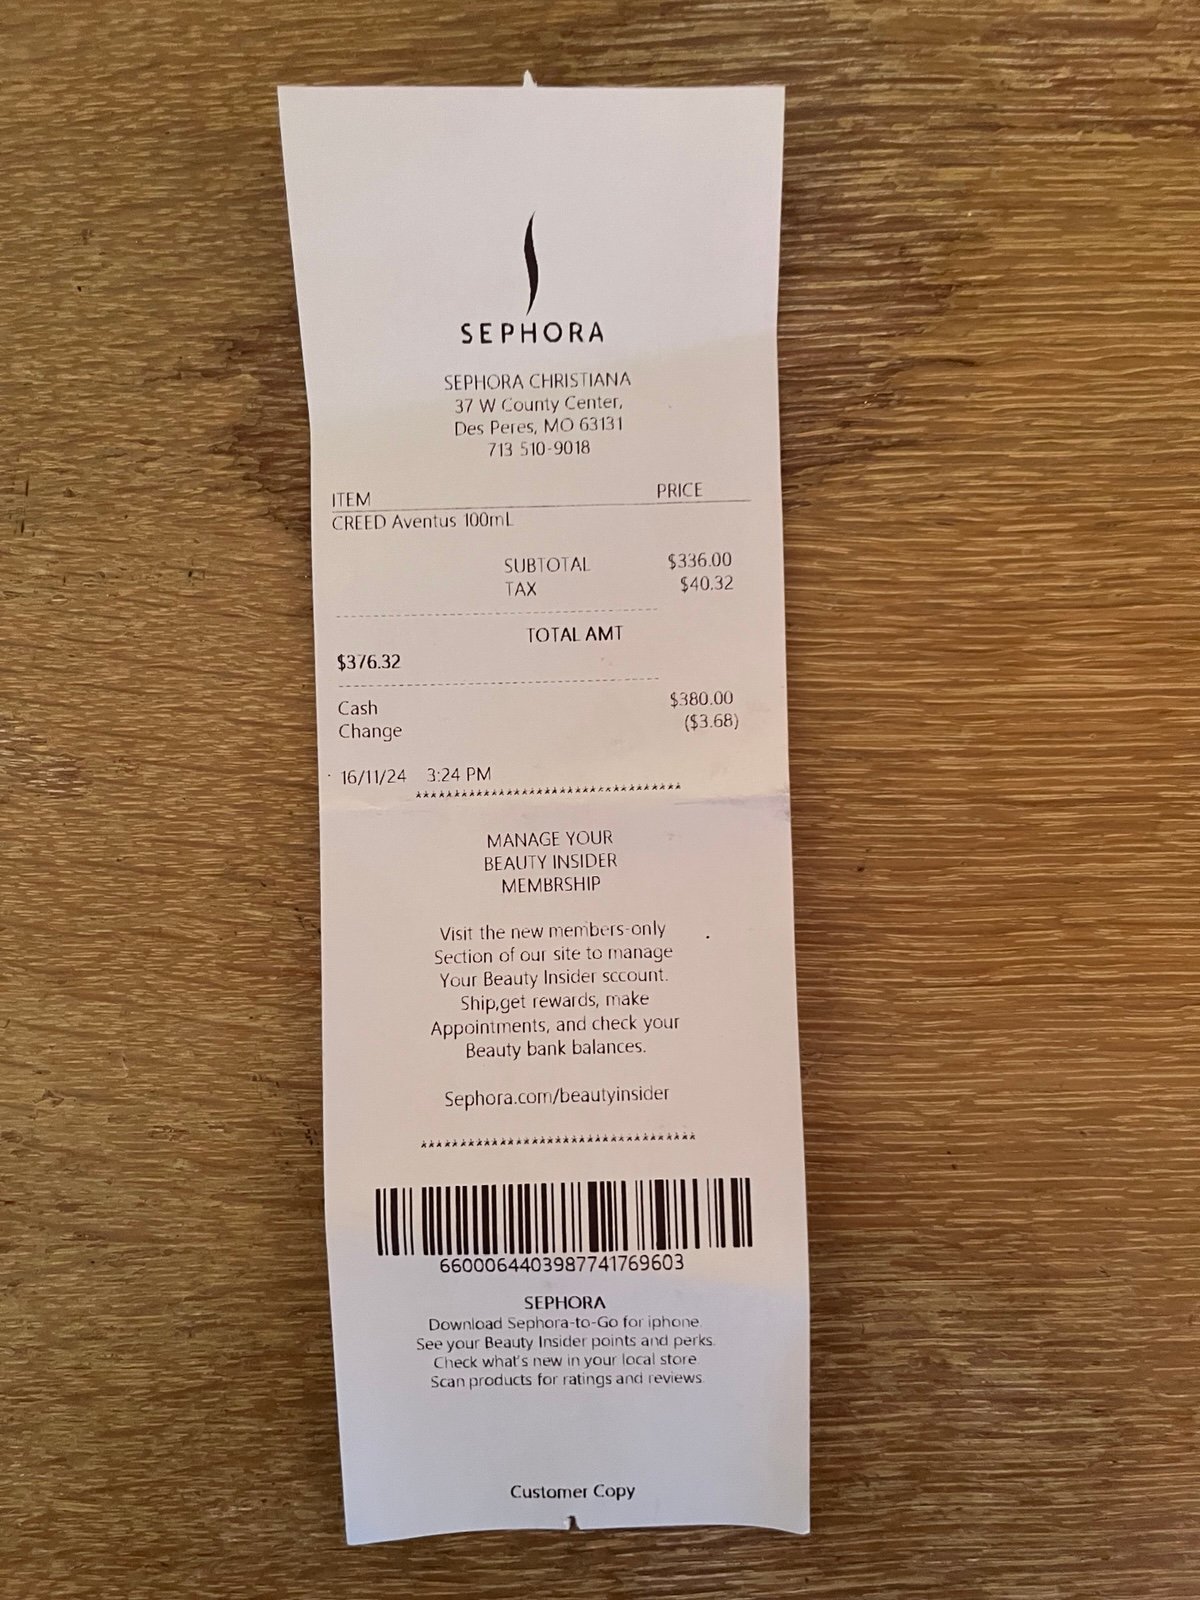 SEPHORA
SEPHORA CHRISTIANA
37 W County Center,
Des Peres, MO 63131
713 510-9018
ITEM PRICE
CREED Aventus 100mL
SUBTOTAL $336.00
TAX $40.32
TOTAL AMT
$376.32
Cash $380.00
Change ($3.68)
16/11/24 3:24 PM
**********************************
MANAGE YOUR
BEAUTY INSIDER
MEMBRSHIP
Visit the new members-only
Section of our site to manage
Your Beauty Insider sccount.
Ship,get rewards, make
Appointments, and check your
Beauty bank balances.
Sephora.com/beautyinsider
***********************************
6600064403987741769603
SEPHORA
Download Sephora-to-Go for iphone.
See your Beauty Insider points and perks.
Check what's new in your local store.
Scan products for ratings and reviews.
Customer Copy